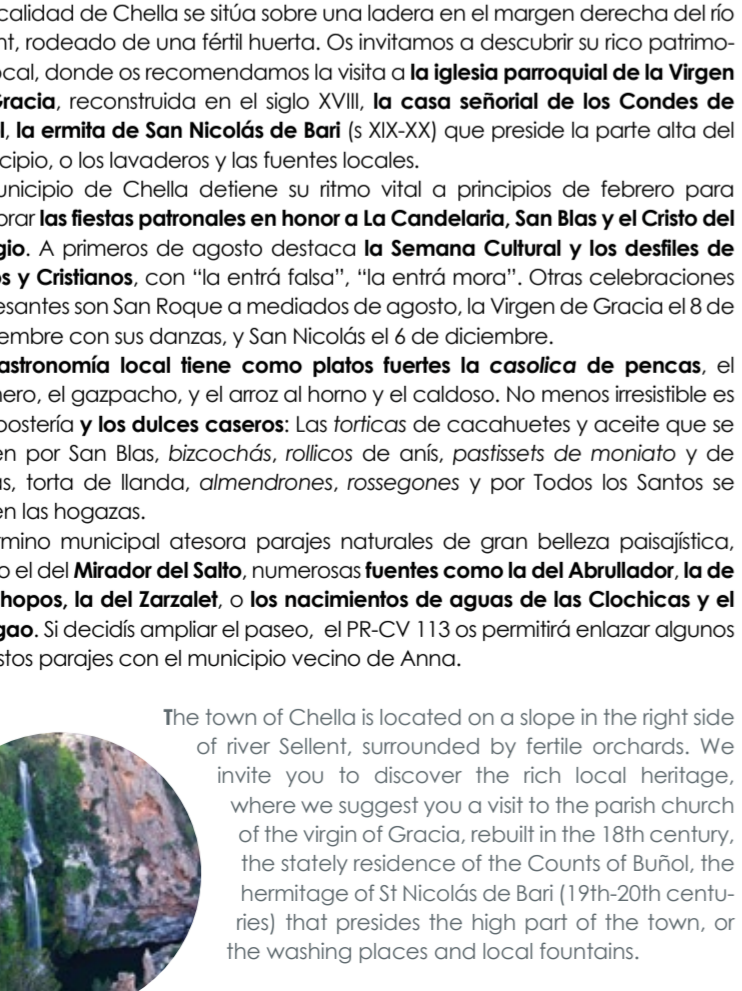 calidad de Chella se sitúa sobre una ladera en el margen derecha del río
nt, rodeado de una fértil huerta. Os invitamos a descubrir su rico patrimo-
ocal, donde os recomendamos la visita a la iglesia parroquial de la Virgen
Gracia, reconstruida en el siglo XVIII, la casa señorial de los Condes de
l, la ermita de San Nicolás de Bari (s XIX-XX) que preside la parte alta del
cipio, o los lavaderos y las fuentes locales.
unicipio de Chella detiene su ritmo vital a principios de febrero para
orar las fiestas patronales en honor a La Candelaria, San Blas y el Cristo del
gio. A primeros de agosto destaca la Semana Cultural y los desfiles de
os y Cristianos, con “la entrá falsa”, “la entrá mora”. Otras celebraciones
esantes son San Roque a mediados de agosto, la Virgen de Gracia el 8 de
embre con sus danzas, y San Nicolás el 6 de diciembre.
astronomía local tiene como platos fuertes la casolica de pencas, el
hero, el gazpacho, y el arroz al horno y el caldoso. No menos irresistible es
postería y los dulces caseros: Las torticas de cacahuetes y aceite que se
en por San Blas, bizcochás, rollicos de anís, pastissets de moniato y de
as, torta de llanda, almendrones, rossegones y por Todos los Santos se
en las hogazas.
rmino municipal atesora parajes naturales de gran belleza paisajística,
o el del Mirador del Salto, numerosas fuentes como la del Abrullador, la de
hopos, la del Zarzalet, o los nacimientos de aguas de las Clochicas y el
gao. Si decidís ampliar el paseo, el PR-CV 113 os permitirá enlazar algunos
stos parajes con el municipio vecino de Anna.
The town of Chella is located on a slope in the right side
of river Sellent, surrounded by fertile orchards. We
invite you to discover the rich local heritage,
where we suggest you a visit to the parish church
of the virgin of Gracia, rebuilt in the 18th century,
the stately residence of the Counts of Buñol, the
hermitage of St Nicolás de Bari (19th-20th centu-
ries) that presides the high part of the town, or
the washing places and local fountains.